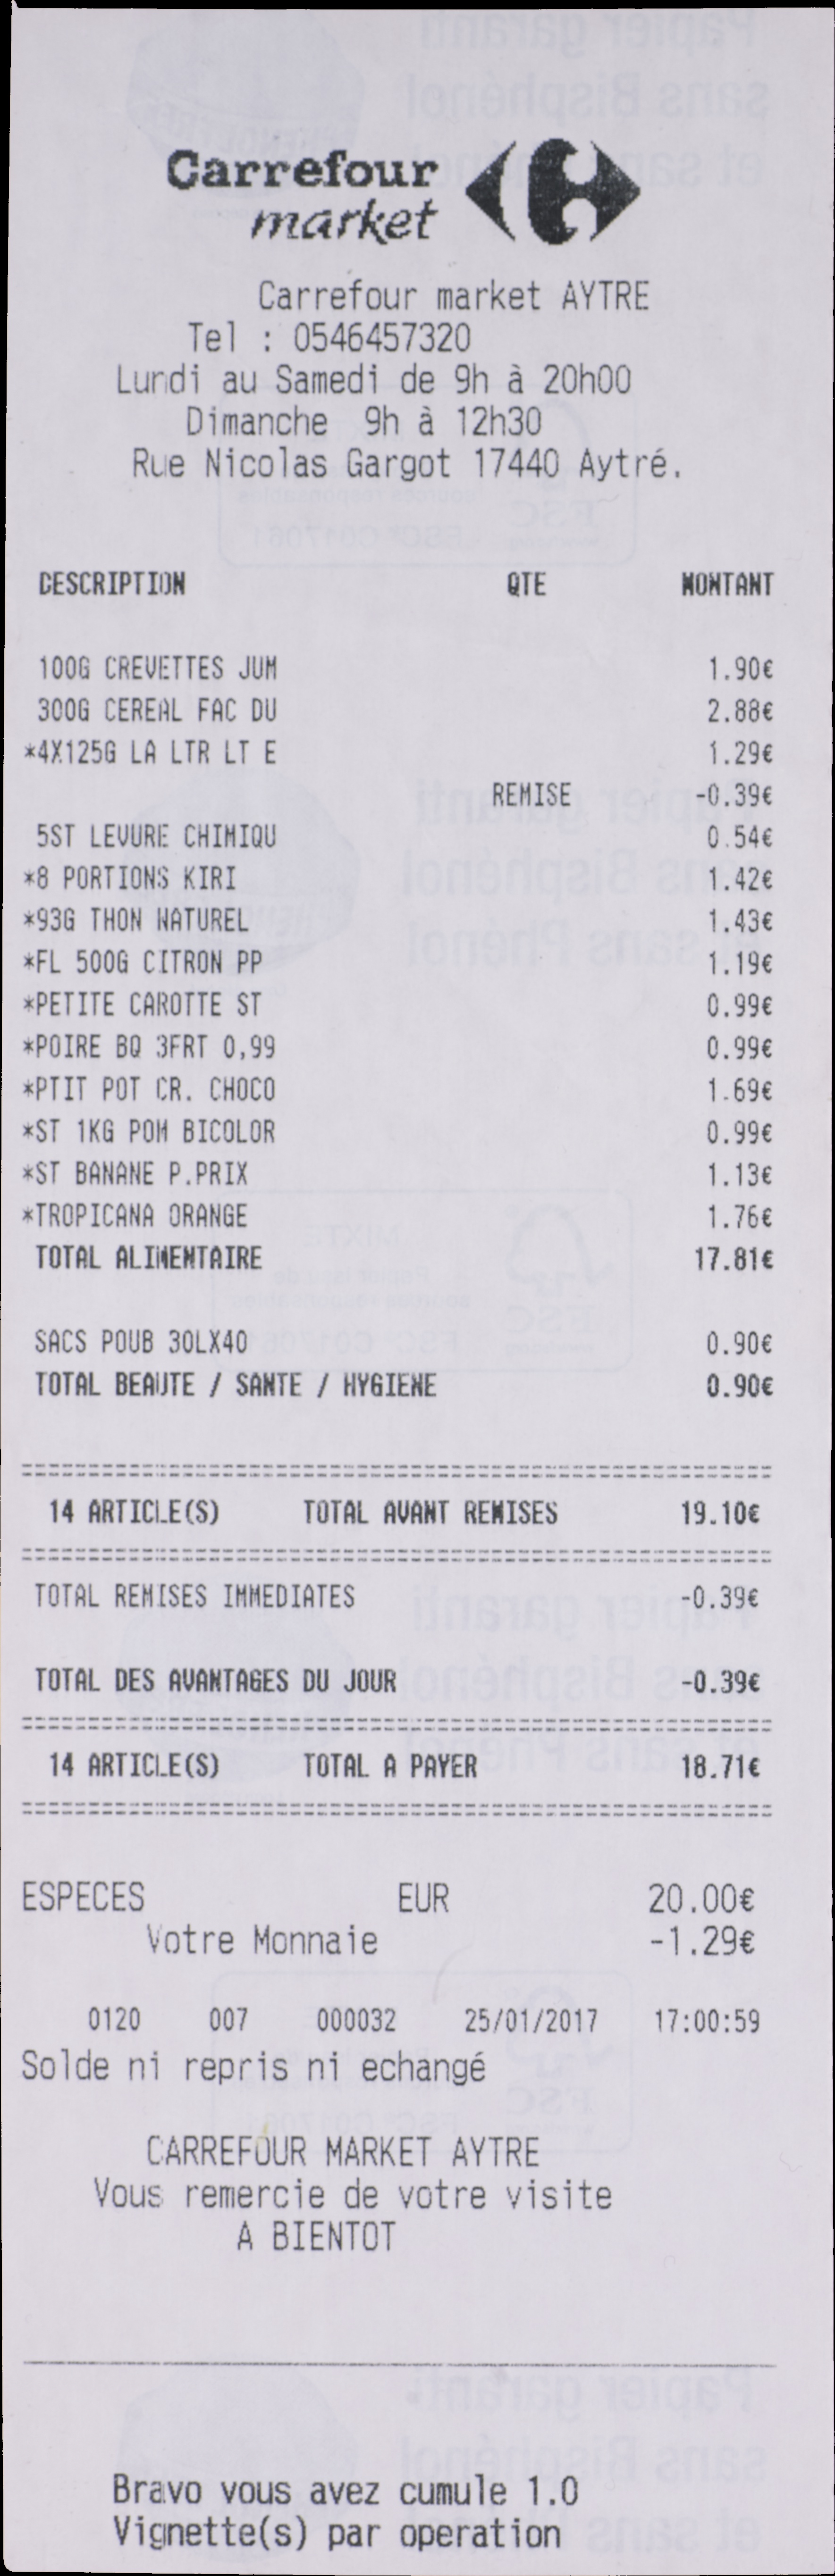 Carrefour
market
Carrefour market AYTRE
Tel : 0546457320
Lundi au Samedi de 9h à 20h00
Dimanche 9h à 12h30
Rue Nicolas Gargot 17440 Aytré.
DESCRIPTION QTE MONTANT
100G CREVETTES JUM 1.90€
300G CEREAL FAC DU 2.88€
*4X125G LA LTR LT E 1.29€
REMISE -0.39€
5ST LEVURE CHIMIQU 0.54€
*8 PORTIONS KIRI 1.42€
*93G THON NATUREL 1.43€
*FL 500G CITRON PP 1.19€
*PETITE CAROTTE ST 0.99€
*POIRE BQ 3FRT 0,99 0.99€
*PTIT POT CR. CHOCO 1.69€
*ST 1KG POM BICOLOR 0.99€
*ST BANANE P.PRIX 1.13€
*TROPICANA ORANGE 1.76€
TOTAL ALIMENTAIRE 17.81€
SACS POUB 30LX40 0.90€
TOTAL BEAUTE / SANTE / HYGIENE 0.90€
14 ARTICLE(S) TOTAL AVANT REMISES 19.10€
TOTAL REMISES IMMEDIATES -0.39€
TOTAL DES AVANTAGES DU JOUR -0.39€
14 ARTICLE(S) TOTAL A PAYER 18.71€
ESPECES EUR 20.00€
Votre Monnaie -1.29€
0120 007 000032 25/01/2017 17:00:59
Solde ni repris ni echangé
CARREFOUR MARKET AYTRE
Vous remercie de votre visite
A BIENTOT
Bravo vous avez cumule 1.0
Vignette(s) par operation